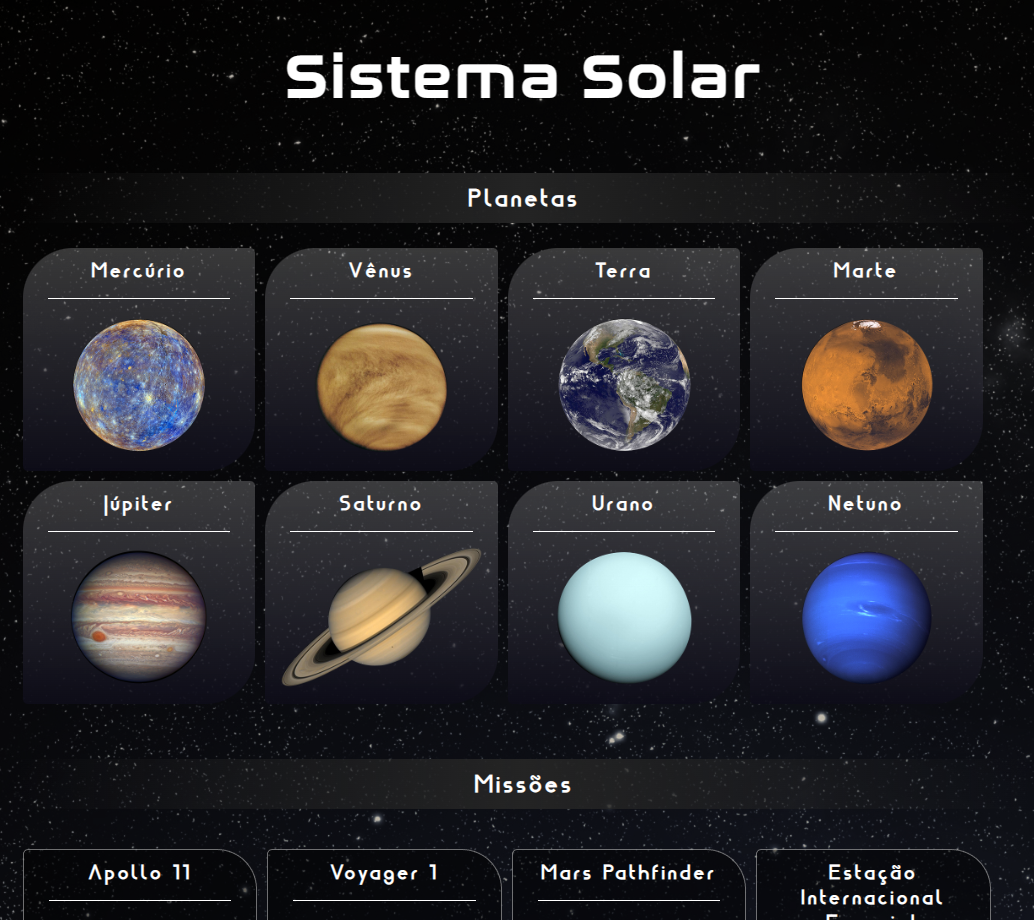 Sistema Solar
Planetas
Mercúrio
Vênus
Terra
Marte
Júpiter
Saturno
Urano
Netuno
Missões
Apollo 11
Voyager 1
Mars Pathfinder
Estação
Internacional